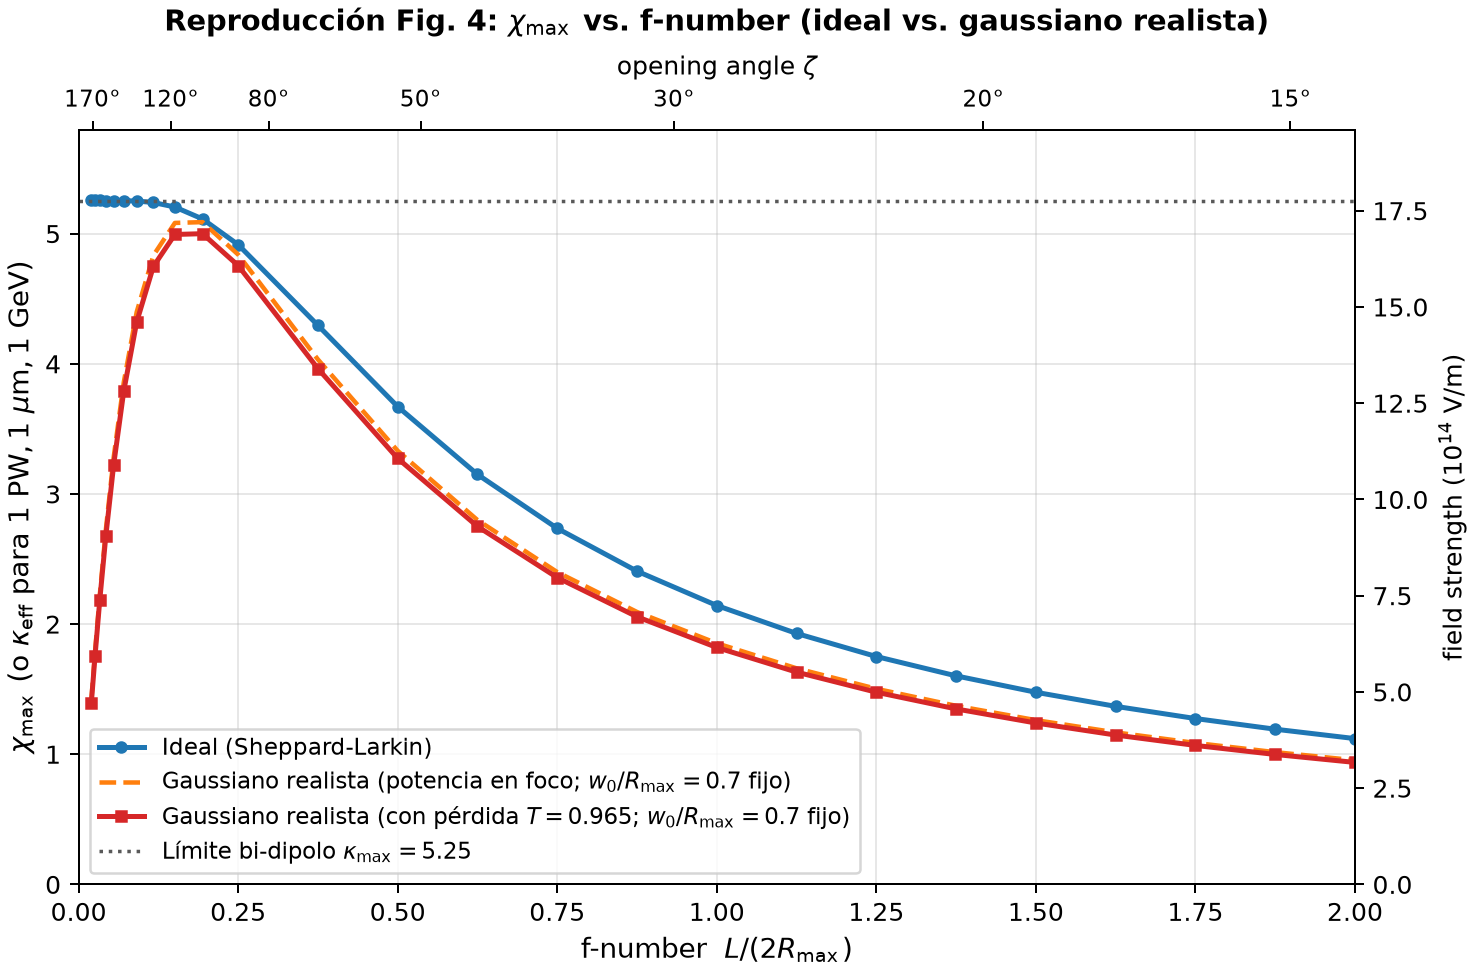 Reproducción Fig. 4: χmax vs. f-number (ideal vs. gaussiano realista)
opening angle ζ
170° 120° 80° 50° 30° 20° 15°
χmax (o κeff para 1 PW, 1 μm, 1 GeV)
5
4
3
2
1
0
17.5
15.0
12.5
10.0
7.5
5.0
2.5
0.0
field strength (10¹⁴ V/m)
Ideal (Sheppard-Larkin)
Gaussiano realista (potencia en foco; w₀/Rmax = 0.7 fijo)
Gaussiano realista (con pérdida T = 0.965; w₀/Rmax = 0.7 fijo)
Límite bi-dipolo κmax = 5.25
0.00 0.25 0.50 0.75 1.00 1.25 1.50 1.75 2.00
f-number L/(2Rmax)